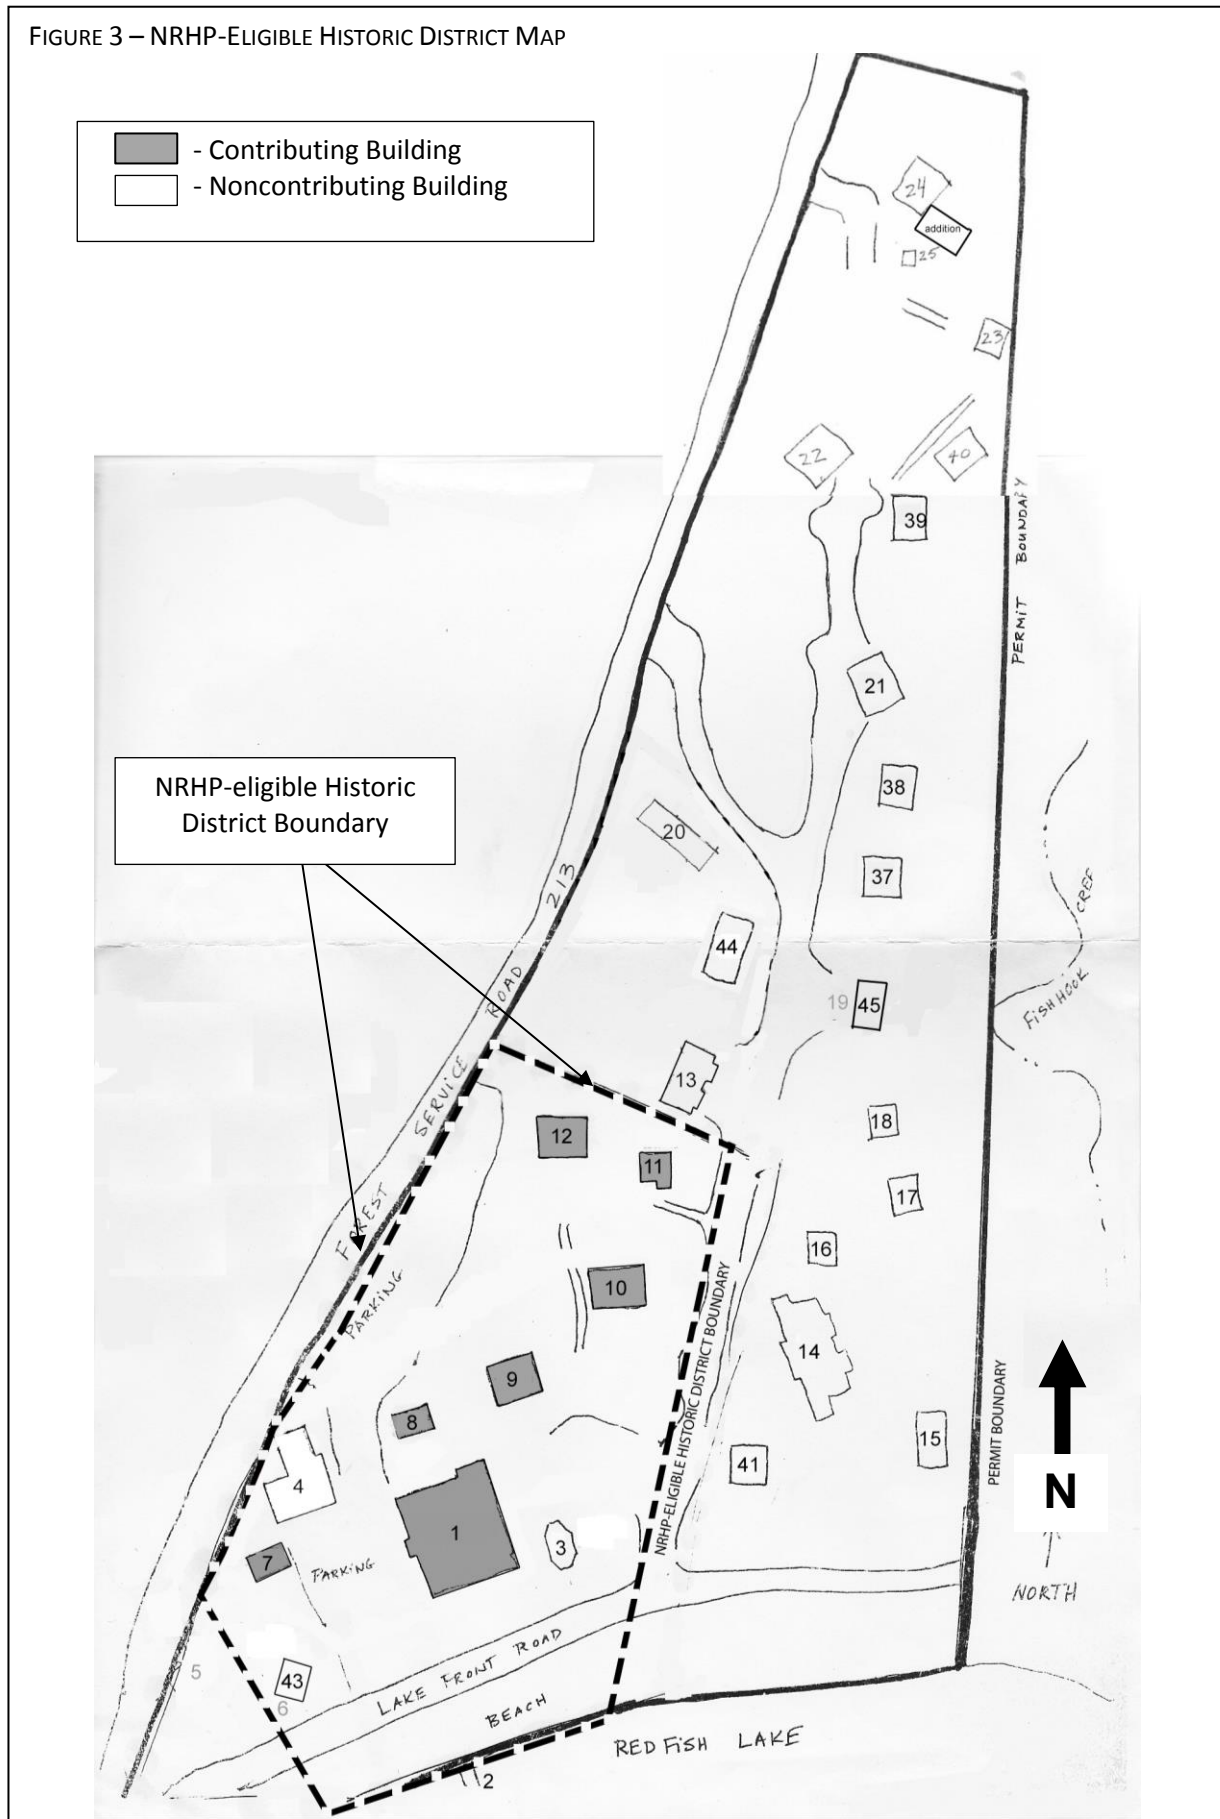 FIGURE 3 – NRHP-ELIGIBLE HISTORIC DISTRICT MAP
- Contributing Building
- Noncontributing Building
24
addition
25
23
22
40
39
PERMIT BOUNDARY
21
38
NRHP-eligible Historic
District Boundary
20
37
213
44
CREE
FISHHOOK
19
45
FOREST SERVICE ROAD
13
12
11
18
17
16
10
PARKING
14
9
8
NRHP-ELIGIBLE HISTORIC DISTRICT BOUNDARY
PERMIT BOUNDARY
15
41
4
N
1
3
7
PARKING
NORTH
5
43
6
LAKE FRONT ROAD
BEACH
RED FISH LAKE
2